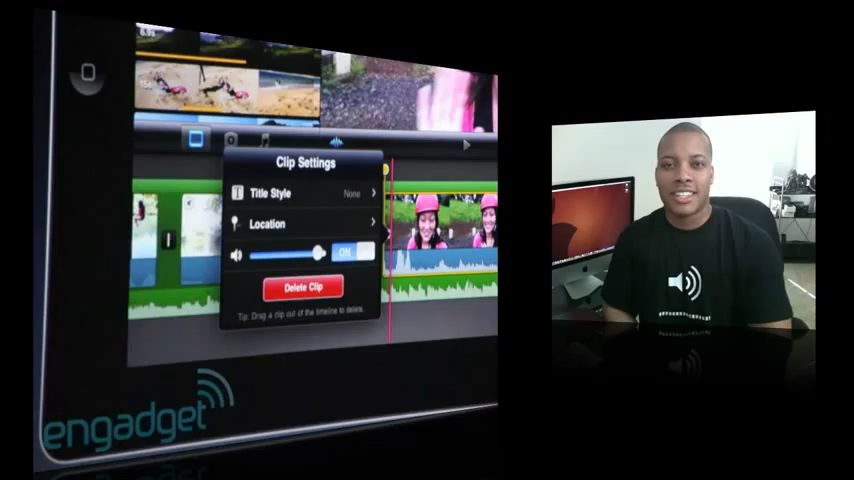 Clip Settings
Title Style
None
Location
ON
Delete Clip
Tip: Drag a clip out of the timeline to delete.
engadget